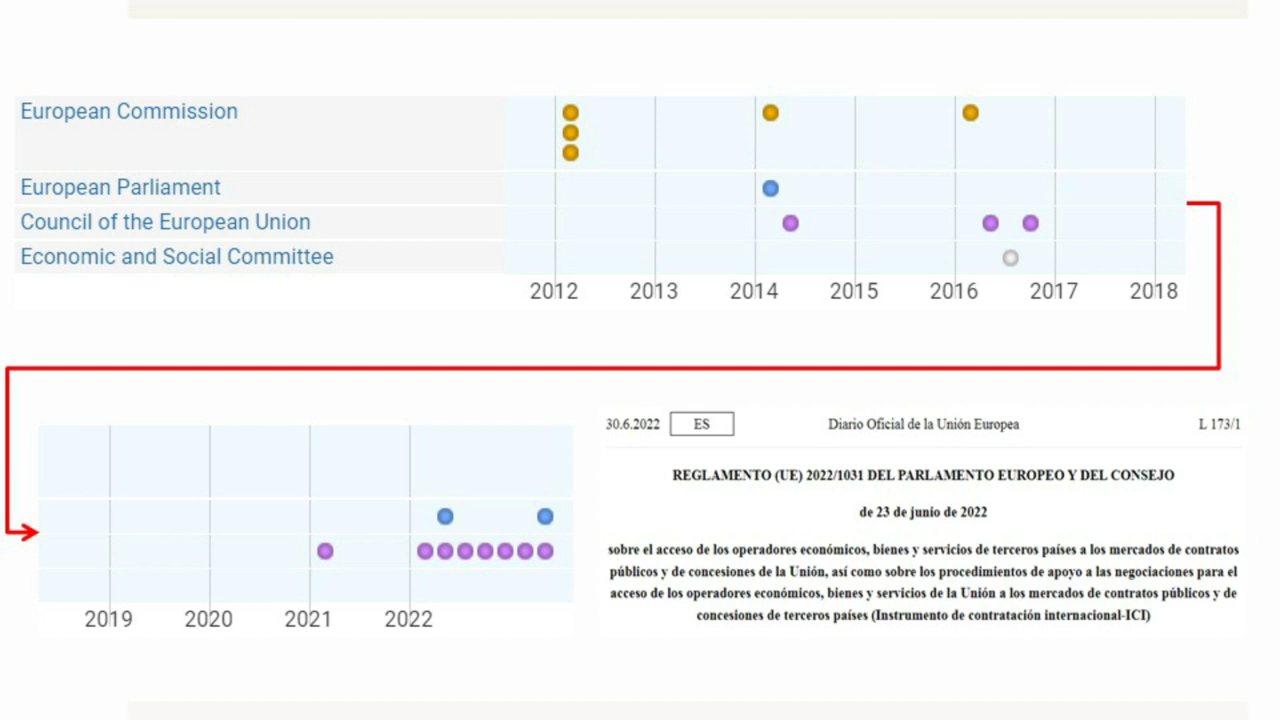 European Commission
European Parliament
Council of the European Union
Economic and Social Committee
2012 2013 2014 2015 2016 2017 2018
30.6.2022 ES Diario Oficial de la Unión Europea L 173/1
REGLAMENTO (UE) 2022/1031 DEL PARLAMENTO EUROPEO Y DEL CONSEJO
de 23 de junio de 2022
sobre el acceso de los operadores económicos, bienes y servicios de terceros países a los mercados de contratos
públicos y de concesiones de la Unión, así como sobre los procedimientos de apoyo a las negociaciones para el
acceso de los operadores económicos, bienes y servicios de la Unión a los mercados de contratos públicos y de
concesiones de terceros países (Instrumento de contratación internacional-ICI)
2019 2020 2021 2022